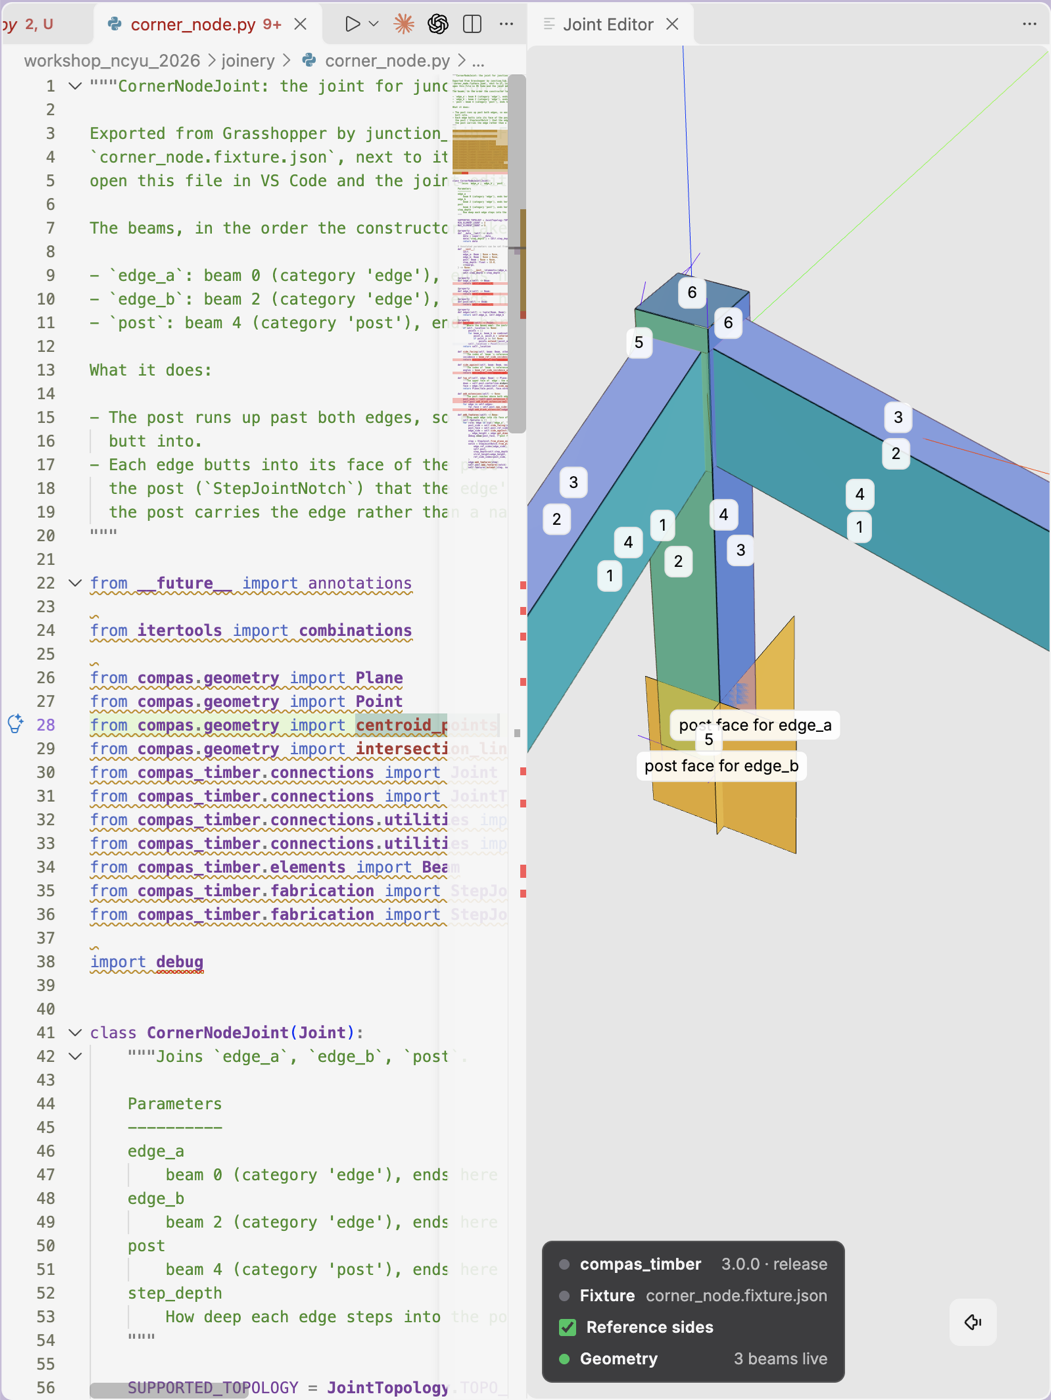 py 2, U
corner_node.py 9+
workshop_ncyu_2026 > joinery > corner_node.py > ...
1 """CornerNodeJoint: the joint for junc
2
3 Exported from Grasshopper by junction_
4 `corner_node.fixture.json`, next to it
5 open this file in VS Code and the join
6
7 The beams, in the order the constructo
8
9 - `edge_a`: beam 0 (category 'edge'),
10 - `edge_b`: beam 2 (category 'edge'),
11 - `post`: beam 4 (category 'post'), en
12
13 What it does:
14
15 - The post runs up past both edges, so
16 butt into.
17 - Each edge butts into its face of the
18 the post (`StepJointNotch`) that the edge'
19 the post carries the edge rather than a na
20 """
21
22 from __future__ import annotations
23
24 from itertools import combinations
25
26 from compas.geometry import Plane
27 from compas.geometry import Point
28 from compas.geometry import centroid_points
29 from compas.geometry import intersection_lin
30 from compas_timber.connections import Joint
31 from compas_timber.connections import JointT
32 from compas_timber.connections.utilities imp
33 from compas_timber.connections.utilities imp
34 from compas_timber.elements import Beam
35 from compas_timber.fabrication import StepJo
36 from compas_timber.fabrication import StepJo
37
38 import debug
39
40
41 class CornerNodeJoint(Joint):
42 """Joins `edge_a`, `edge_b`, `post`.
43
44 Parameters
45 ----------
46 edge_a
47 beam 0 (category 'edge'), ends here
48 edge_b
49 beam 2 (category 'edge'), ends here
50 post
51 beam 4 (category 'post'), ends here
52 step_depth
53 How deep each edge steps into the po
54 """
55
56 SUPPORTED_TOPOLOGY = JointTopology.TOPO_
Joint Editor
6
6
5
3
2
3
2
4
1
4
1
4
1
2
3
post face for edge_a
5
post face for edge_b
compas_timber 3.0.0 · release
Fixture corner_node.fixture.json
Reference sides
Geometry 3 beams live